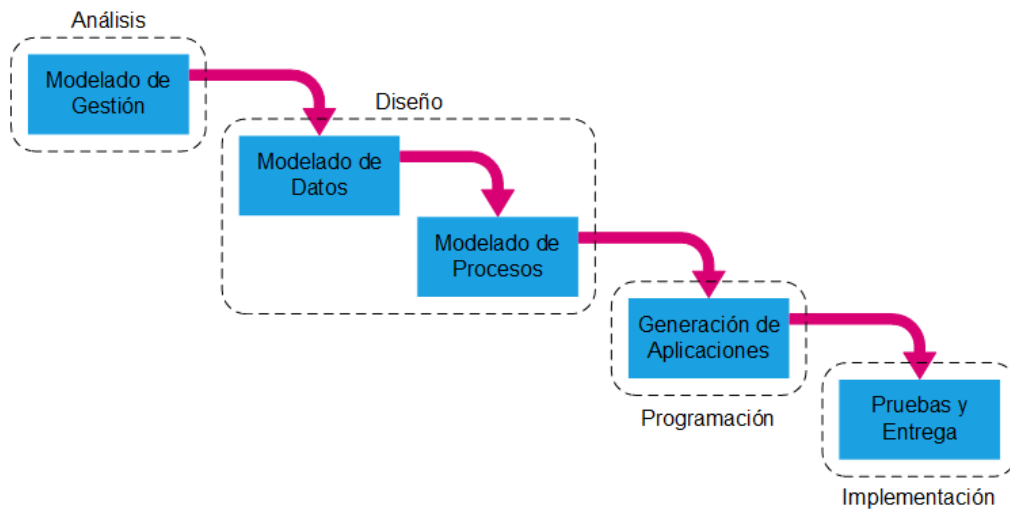 Análisis
Modelado de
Gestión
Diseño
Modelado de
Datos
Modelado de
Procesos
Generación de
Aplicaciones
Programación
Pruebas y
Entrega
Implementación